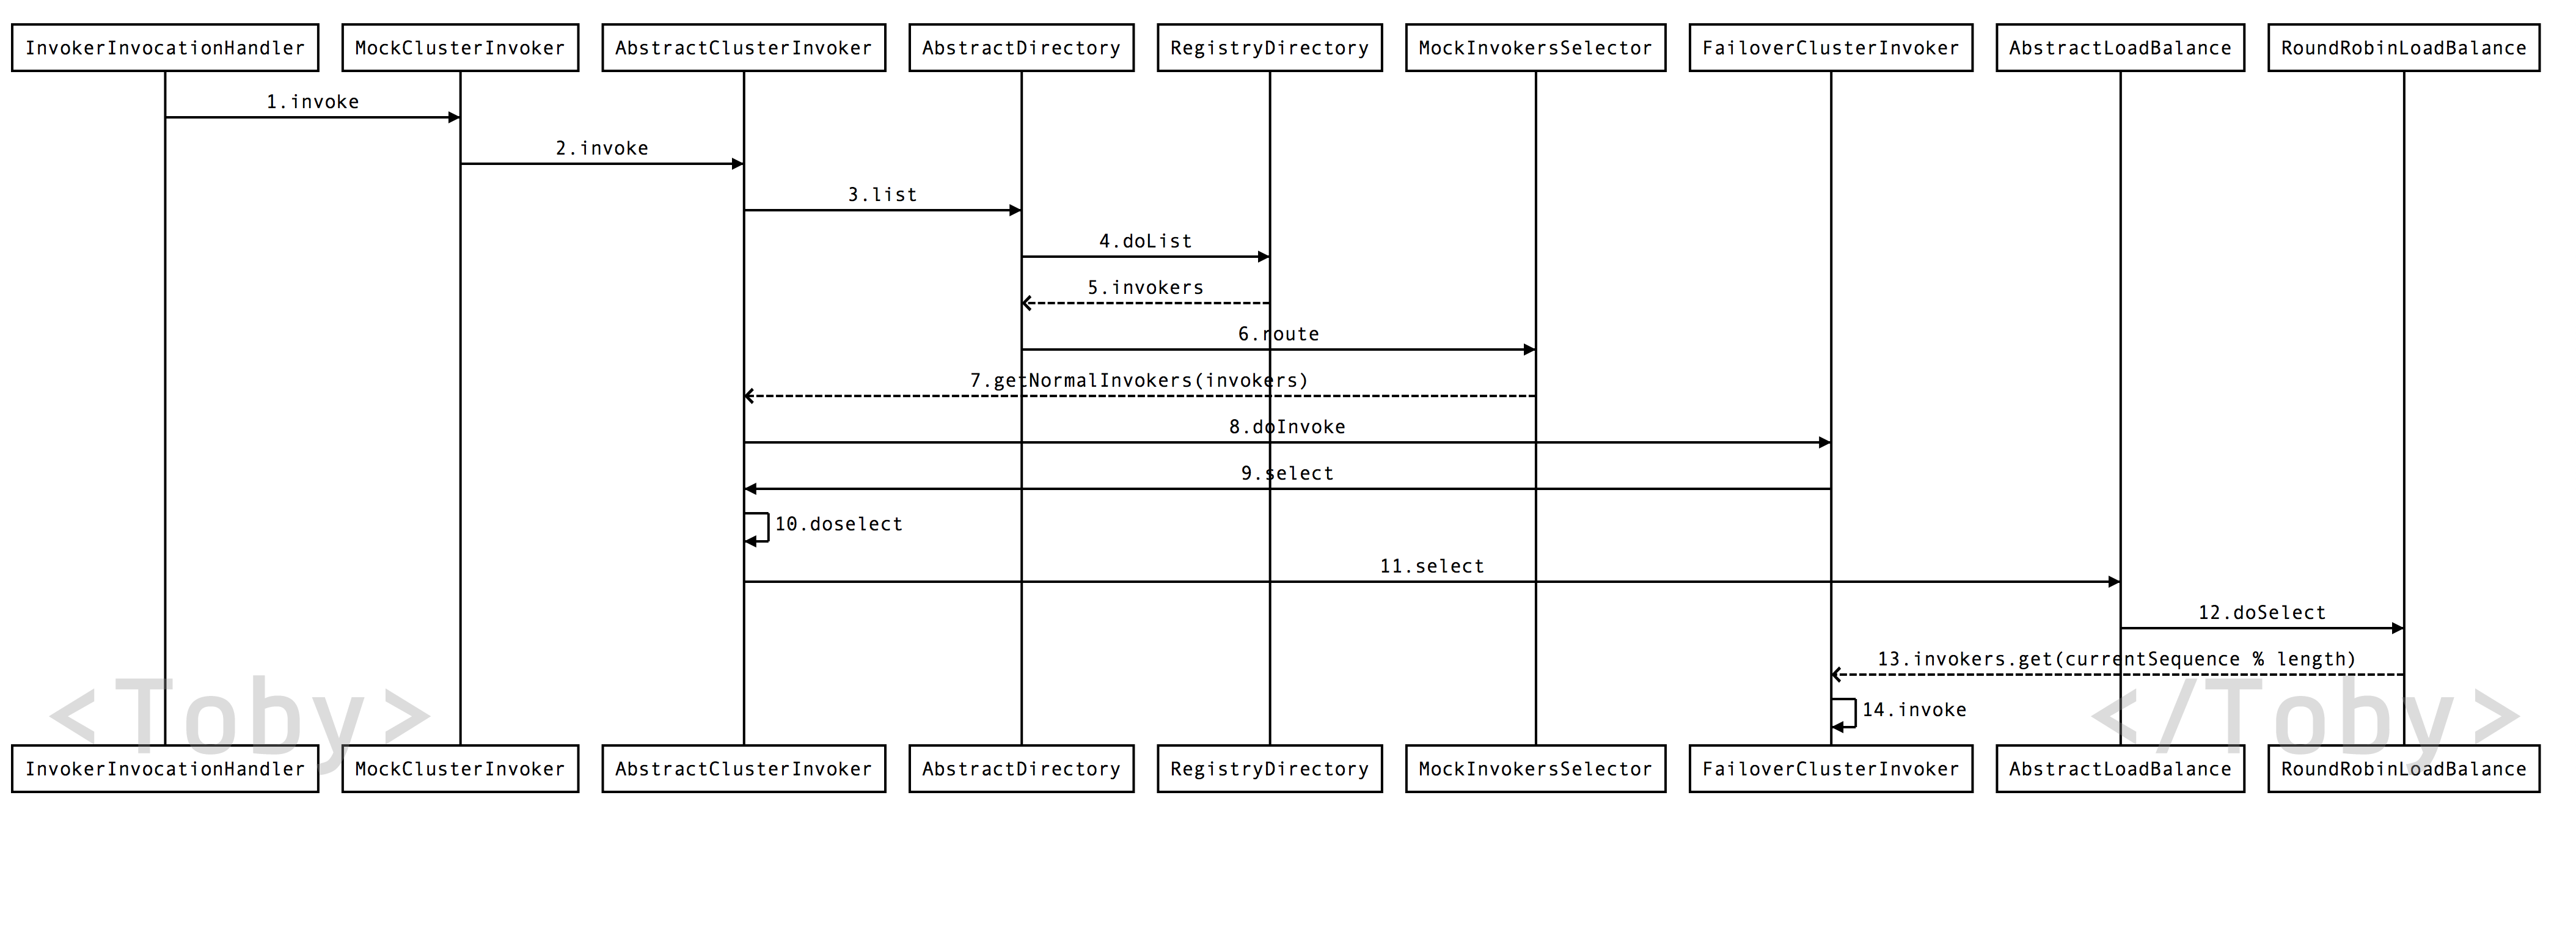 InvokerInvocationHandler MockClusterInvoker AbstractClusterInvoker AbstractDirectory RegistryDirectory MockInvokersSelector FailoverClusterInvoker AbstractLoadBalance RoundRobinLoadBalance
1.invoke
2.invoke
3.list
4.doList
5.invokers
6.route
7.getNormalInvokers(invokers)
8.doInvoke
9.select
10.doselect
11.select
12.doSelect
13.invokers.get(currentSequence % length)
14.invoke
<Toby> </Toby>
InvokerInvocationHandler MockClusterInvoker AbstractClusterInvoker AbstractDirectory RegistryDirectory MockInvokersSelector FailoverClusterInvoker AbstractLoadBalance RoundRobinLoadBalance